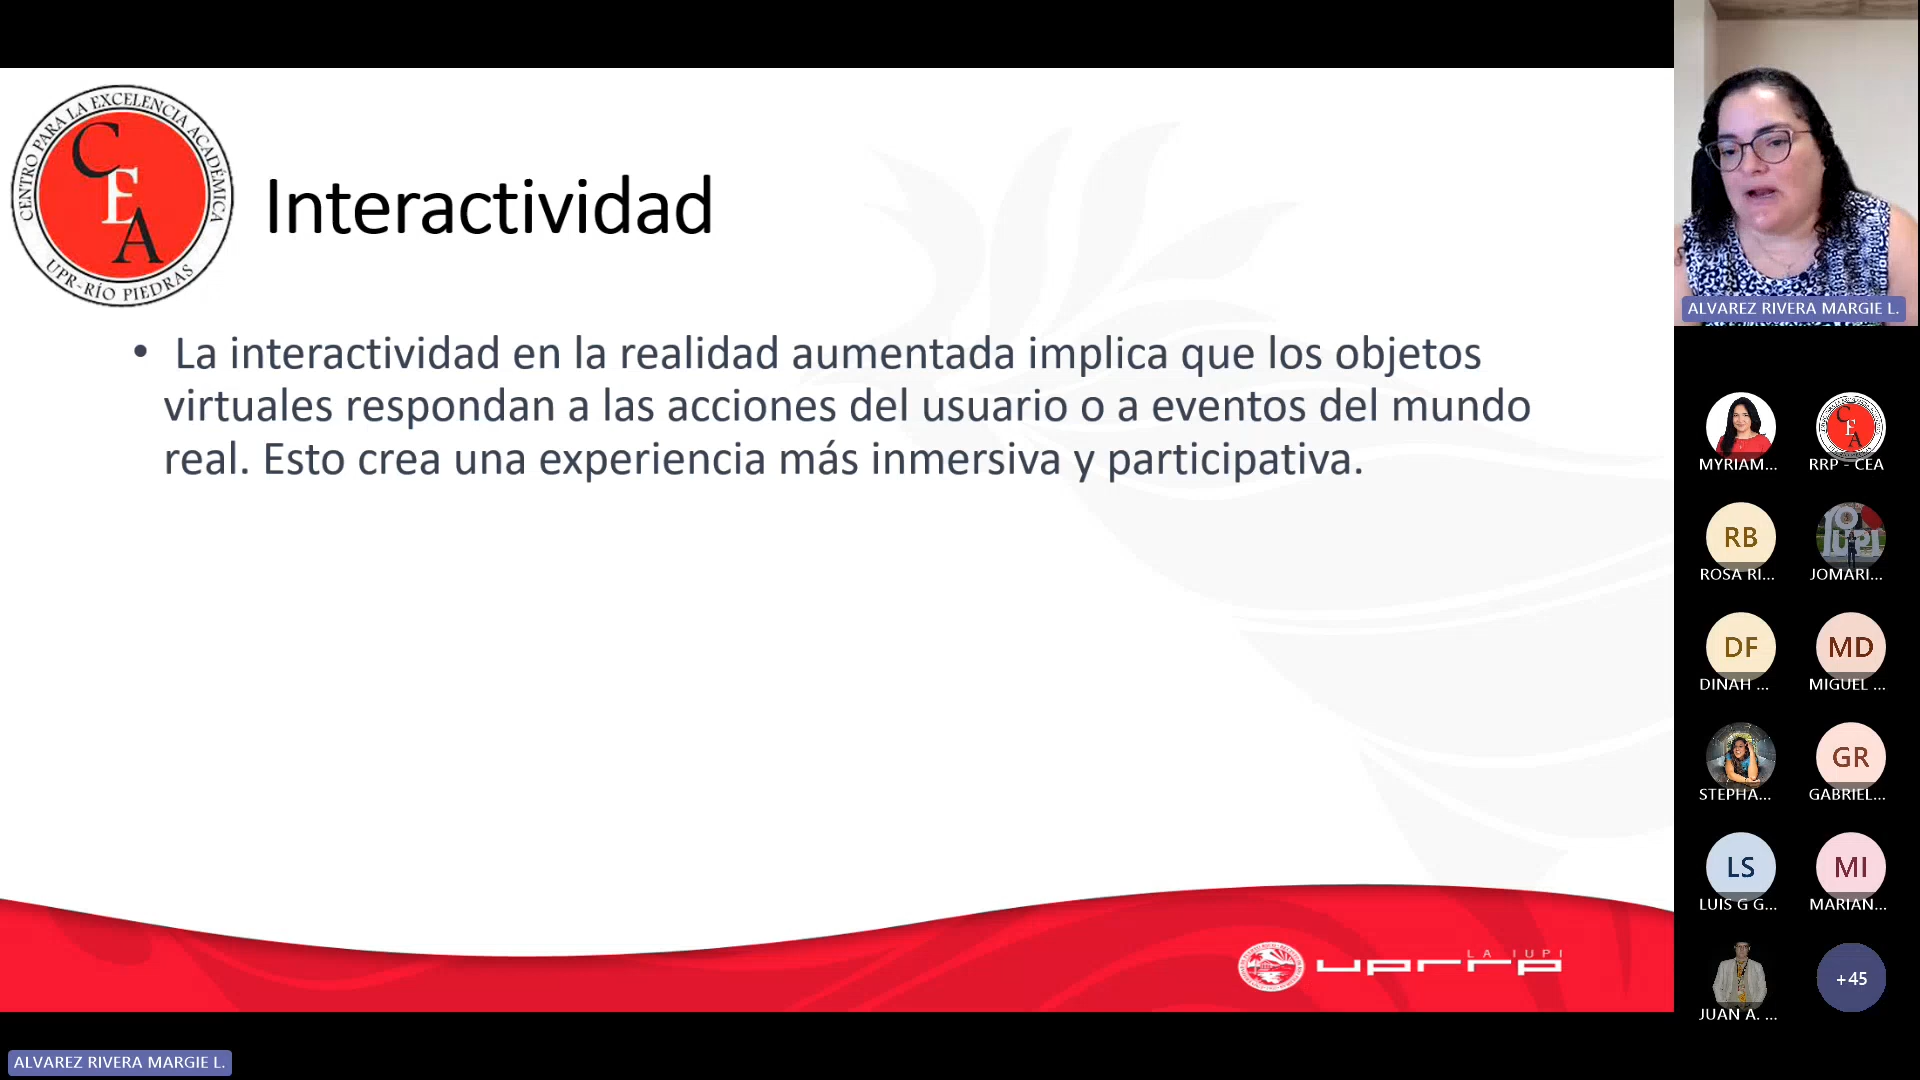 CENTRO PARA LA EXCELENCIA ACADÉMICA
CEA
UPR-RÍO PIEDRAS
Interactividad
• La interactividad en la realidad aumentada implica que los objetos
virtuales respondan a las acciones del usuario o a eventos del mundo
real. Esto crea una experiencia más inmersiva y participativa.
LA IUPI
uprrp
ALVAREZ RIVERA MARGIE L.
MYRIAM...
RRP - CEA
RB
ROSA RI...
JOMARI...
DF
DINAH ...
MD
MIGUEL ...
STEPHA...
GR
GABRIEL...
LS
LUIS G G...
MI
MARIAN...
JUAN A. ...
+45
ALVAREZ RIVERA MARGIE L.